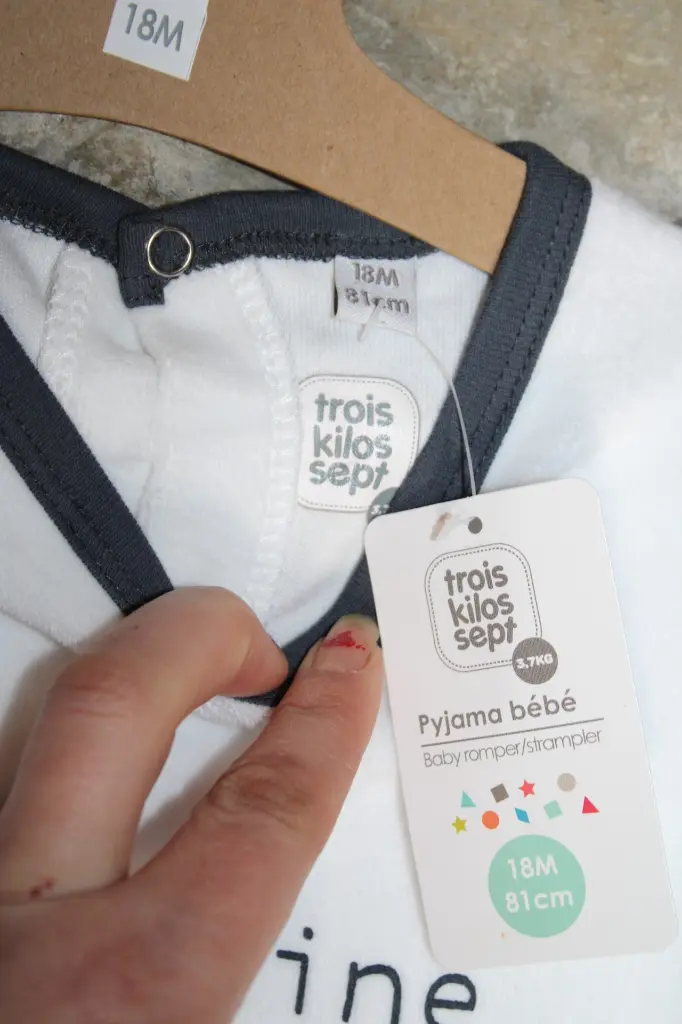 18M
18M
81cm
trois
kilos
sept
trois
kilos
sept
3,7KG
Pyjama bébé
Baby romper/strampler
18M
81cm
ine